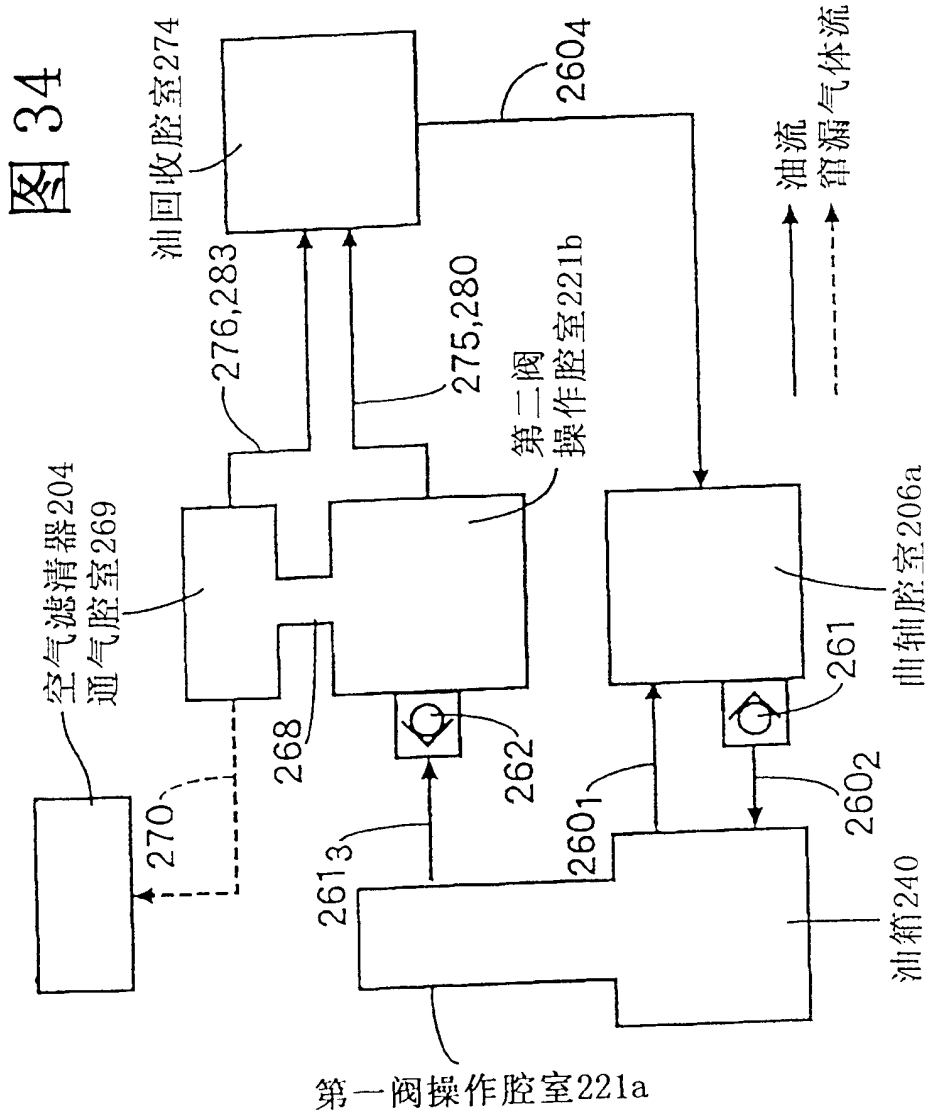 图 34
空气滤清器204
通气腔室269
油回收腔室274
276,283
270
268
260₄
275,280
第二阀
操作腔室221b
261₃
262
第一阀操作腔室221a
260₁
261
260₂
油箱240
曲轴腔室206a
油流
窜漏气体流